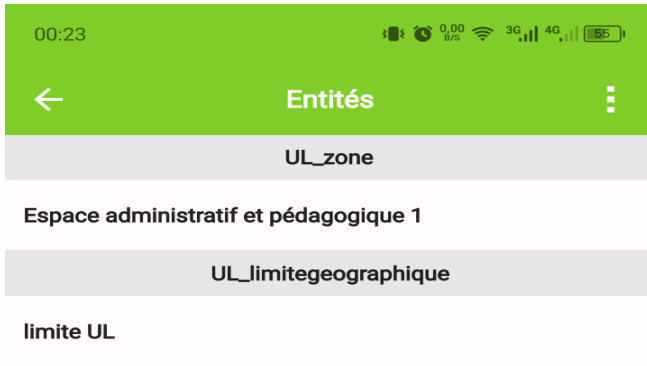 00:23 0,00 B/S 3G 4G 55
Entités
UL_zone
Espace administratif et pédagogique 1
UL_limitegeographique
limite UL